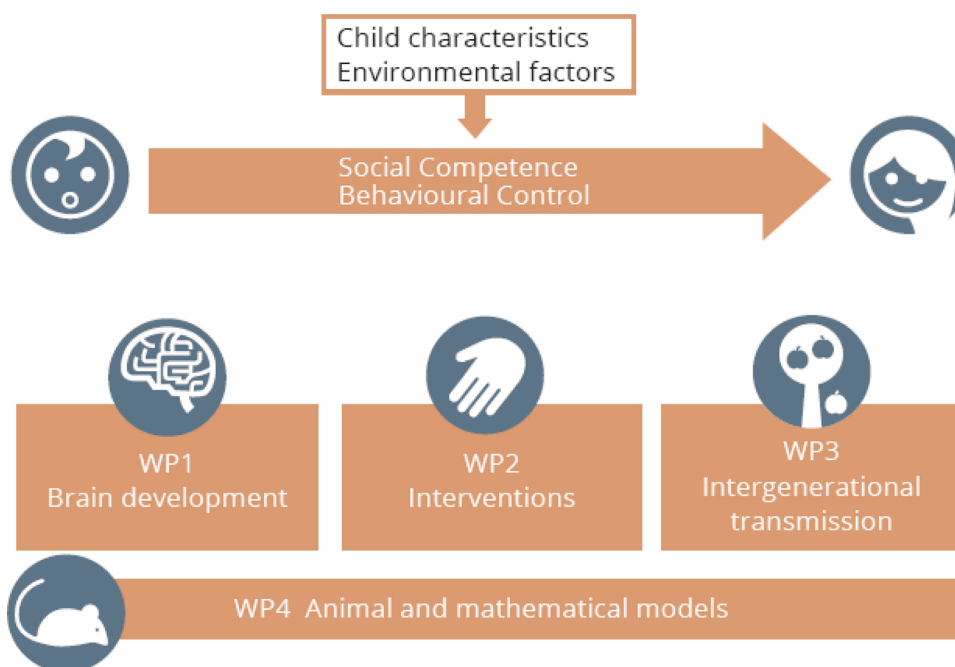 Child characteristics
Environmental factors
Social Competence
Behavioural Control
WP1
Brain development
WP2
Interventions
WP3
Intergenerational
transmission
WP4 Animal and mathematical models